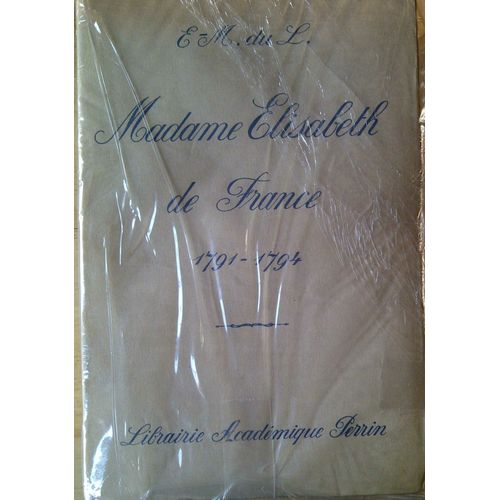 E-M. du L.
Madame Elisabeth
de France
1791-1794
Librairie Académique Perrin